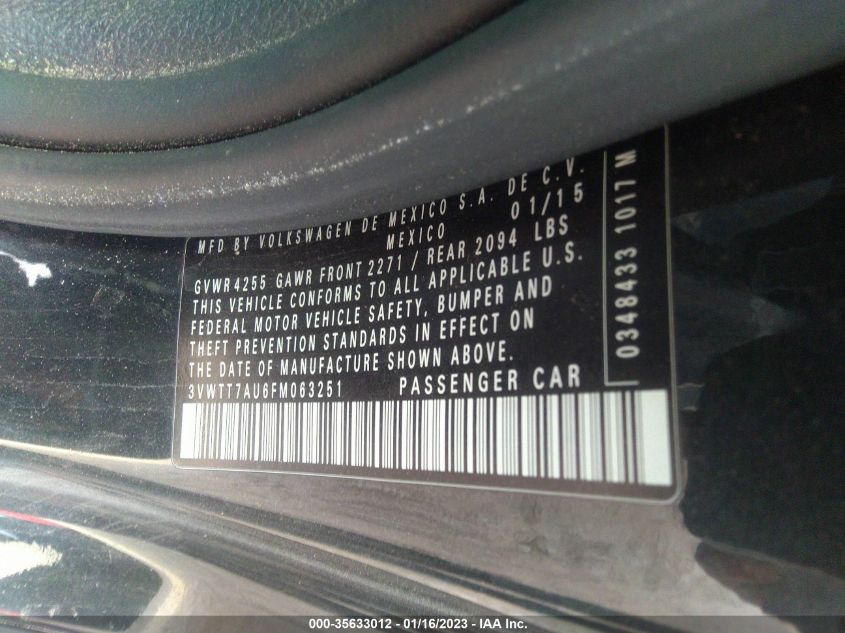 MFD BY VOLKSWAGEN DE MEXICO S.A. DE C.V.
MEXICO 01/15
GVWR 4255 GAWR FRONT 2271 / REAR 2094 LBS
THIS VEHICLE CONFORMS TO ALL APPLICABLE U.S.
FEDERAL MOTOR VEHICLE SAFETY, BUMPER AND
THEFT PREVENTION STANDARDS IN EFFECT ON
THE DATE OF MANUFACTURE SHOWN ABOVE.
3VWTT7AU6FM063251 PASSENGER CAR
0348433 1017 M
000-35633012 - 01/16/2023 - IAA Inc.